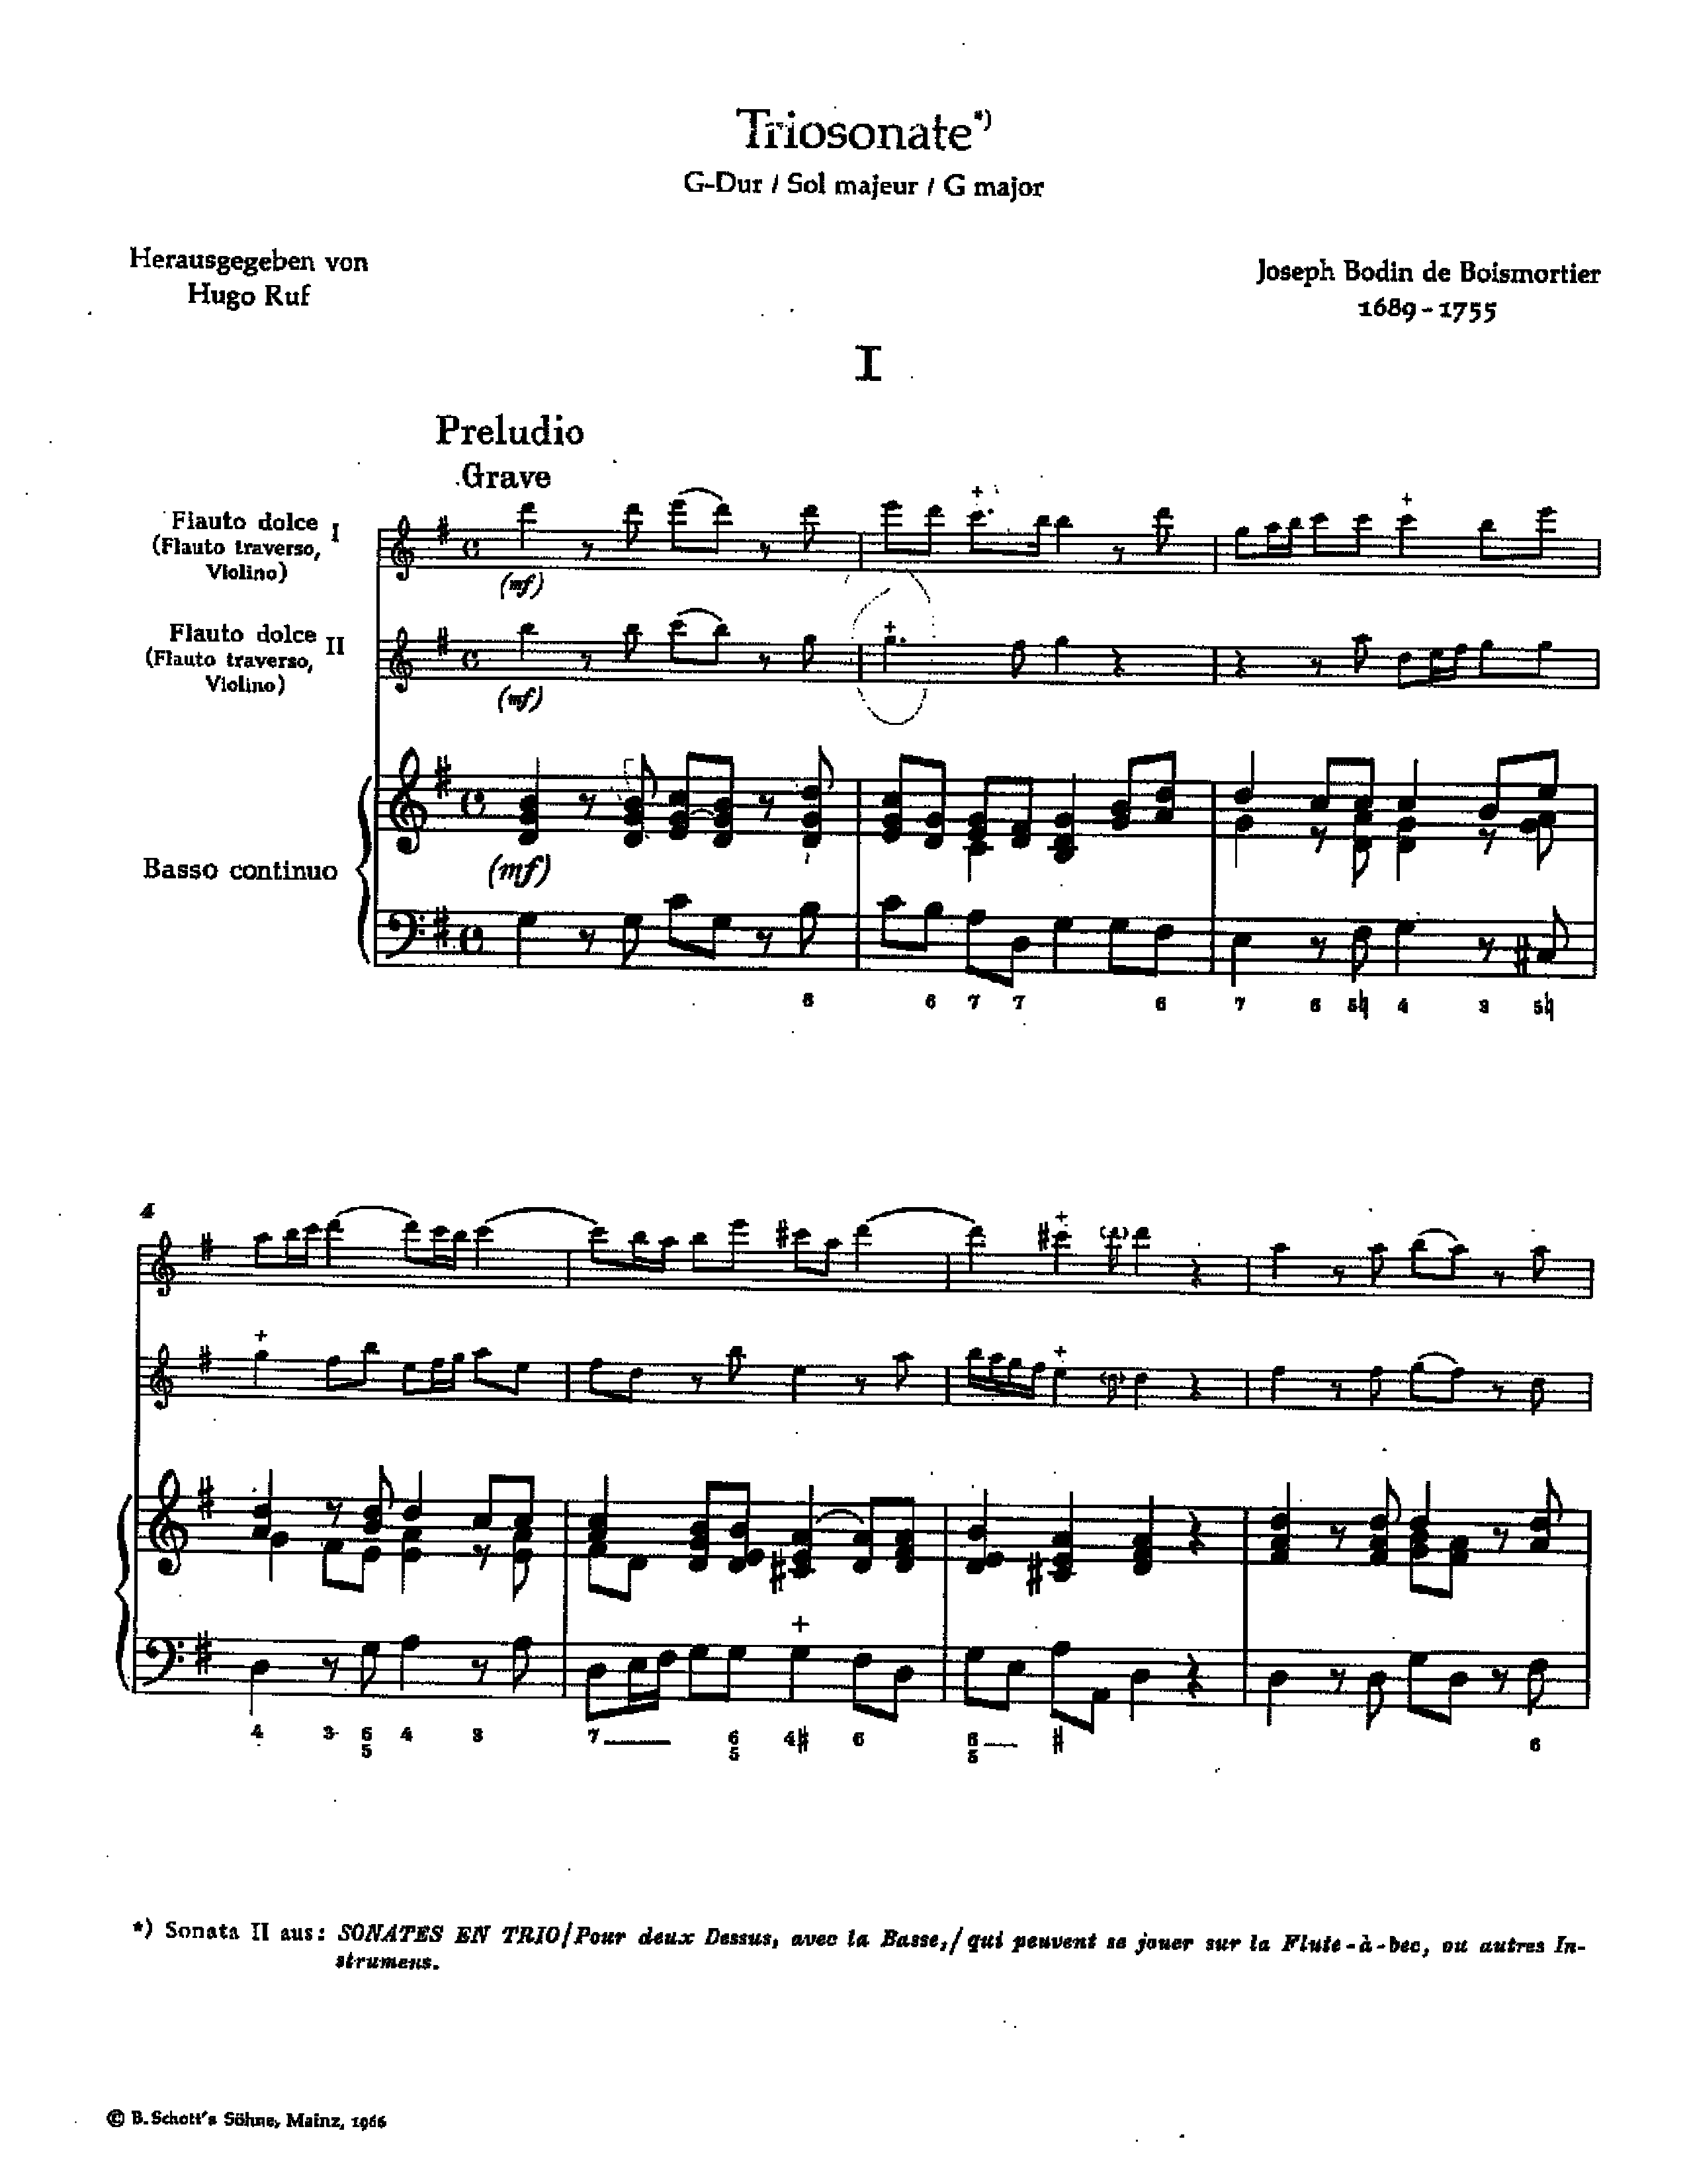 Triosonate*)
G-Dur / Sol majeur / G major
Herausgegeben von
Hugo Ruf
Joseph Bodin de Boismortier
1689 - 1755
I
Preludio
Grave
Flauto dolce I
(Flauto traverso,
Violino)
(mf)
Flauto dolce II
(Flauto traverso,
Violino)
(mf)
Basso continuo
(mf)
6 6 7 7 6 7 6 5♮ 4 3 5♮
4
4 3 6 4 3 7 6 4# 6 6 # 6
5 5 5
*) Sonata II aus: SONATES EN TRIO/Pour deux Dessus, avec la Basse,/qui peuvent se jouer sur la Flute-à-bec, ou autres In-
strumens.
© B. Schott's Söhne, Mainz, 1966